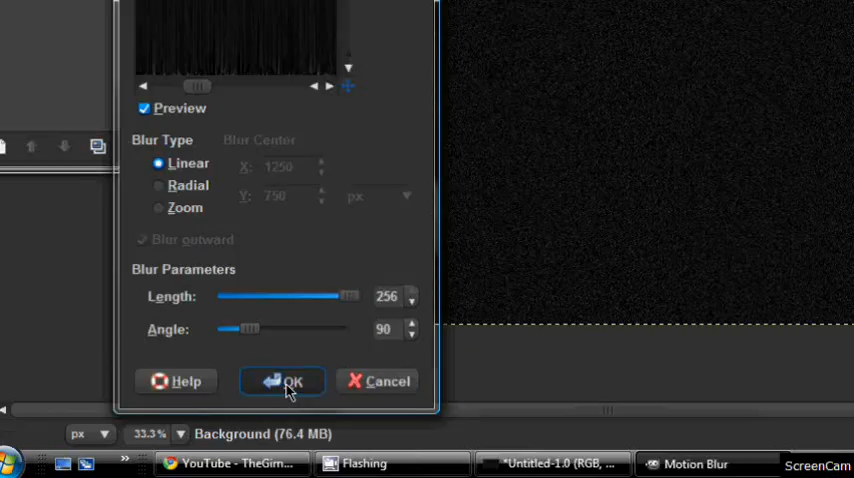 Preview
Blur Type
Blur Center
Linear
X: 1250
Radial
Y: 750 px
Zoom
Blur outward
Blur Parameters
Length: 256
Angle: 90
Help
OK
Cancel
px 33.3% Background (76.4 MB)
» YouTube - TheGim... Flashing *Untitled-1.0 (RGB, ... Motion Blur ScreenCam